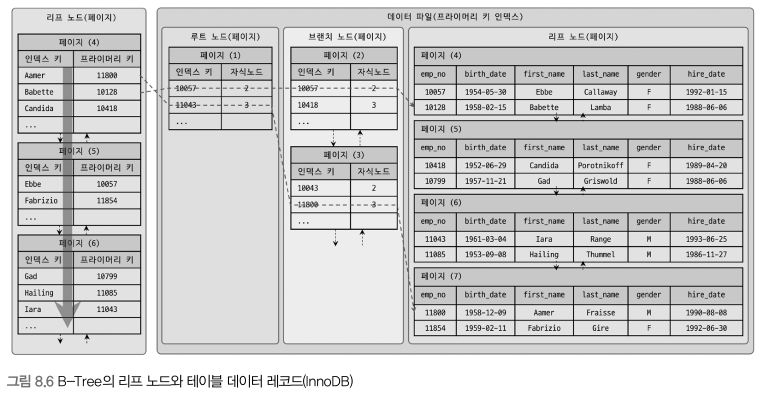 리프 노드(페이지)
페이지 (4)
인덱스 키 프라이머리 키
Aamer 11800
Babette 10128
Candida 10418
...
페이지 (5)
Ebbe 10057
Fabrizio 11854
...
페이지 (6)
인덱스 키 프라이머리 키
Gad 10799
Hailing 11085
Iara 11043
...
데이터 파일(프라이머리 키 인덱스)
루트 노드(페이지)
페이지 (1)
인덱스 키 자식노드
10057 2
11043 3
...
브랜치 노드(페이지)
페이지 (2)
인덱스 키 자식노드
10057 2
10418 3
...
페이지 (3)
인덱스 키 자식노드
10043 2
11800 3
...
리프 노드(페이지)
페이지 (4)
emp_no birth_date first_name last_name gender hire_date
10057 1954-05-30 Ebbe Callaway F 1992-01-15
10128 1958-02-15 Babette Lamba F 1988-06-06
페이지 (5)
emp_no birth_date first_name last_name gender hire_date
10418 1952-06-29 Candida Porotnikoff F 1989-04-20
10799 1957-11-21 Gad Griswold F 1988-06-06
페이지 (6)
emp_no birth_date first_name last_name gender hire_date
11043 1961-03-04 Iara Range M 1993-06-25
11085 1953-09-08 Hailing Thummel M 1986-11-27
페이지 (7)
emp_no birth_date first_name last_name gender hire_date
11800 1958-12-09 Aamer Fraisse M 1990-08-08
11854 1959-02-11 Fabrizio Gire F 1992-06-30
그림 8.6 B-Tree의 리프 노드와 테이블 데이터 레코드(InnoDB)